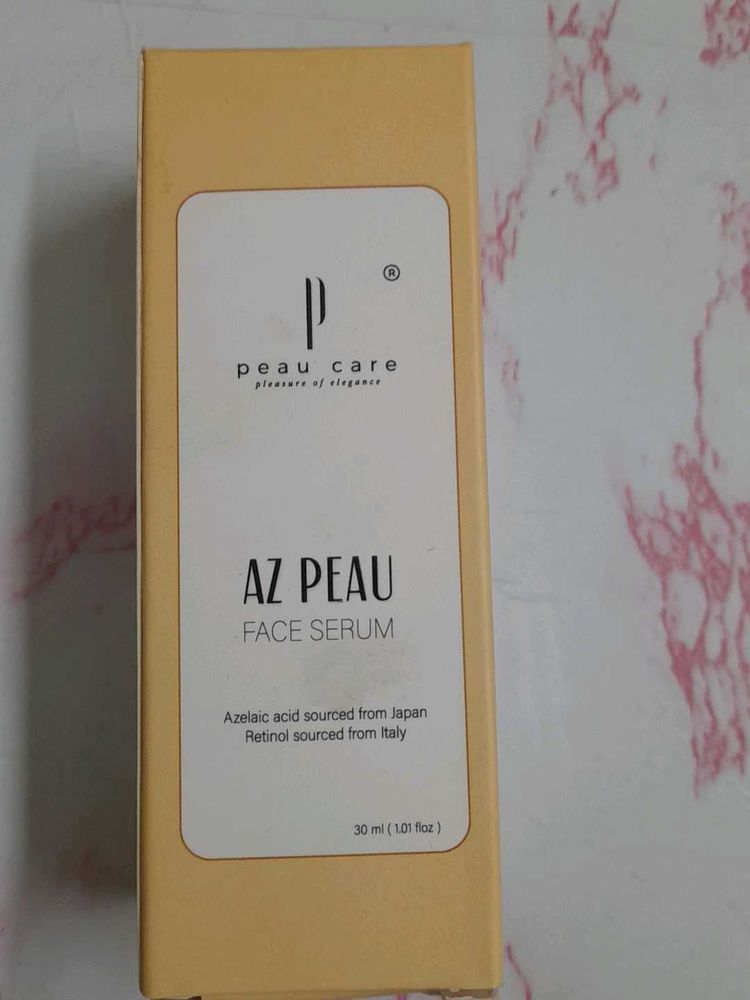 ®
P
peau care
pleasure of elegance
AZ PEAU
FACE SERUM
Azelaic acid sourced from Japan
Retinol sourced from Italy
30 ml ( 1.01 floz )